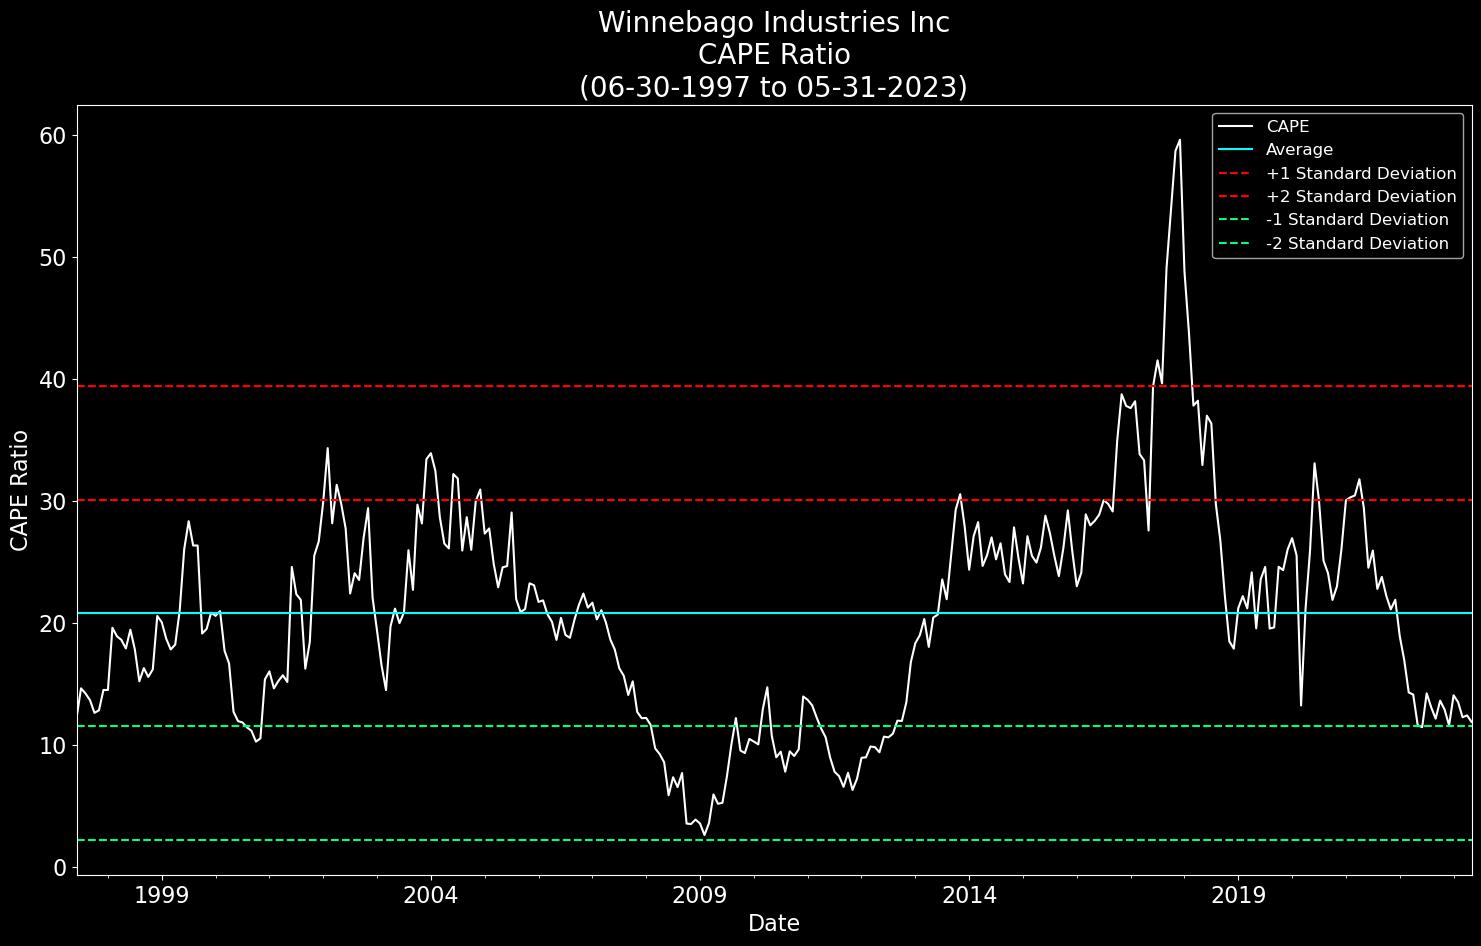 Winnebago Industries Inc
CAPE Ratio
(06-30-1997 to 05-31-2023)
CAPE
Average
+1 Standard Deviation
+2 Standard Deviation
-1 Standard Deviation
-2 Standard Deviation
CAPE Ratio
60
50
40
30
20
10
0
1999 2004 2009 2014 2019
Date